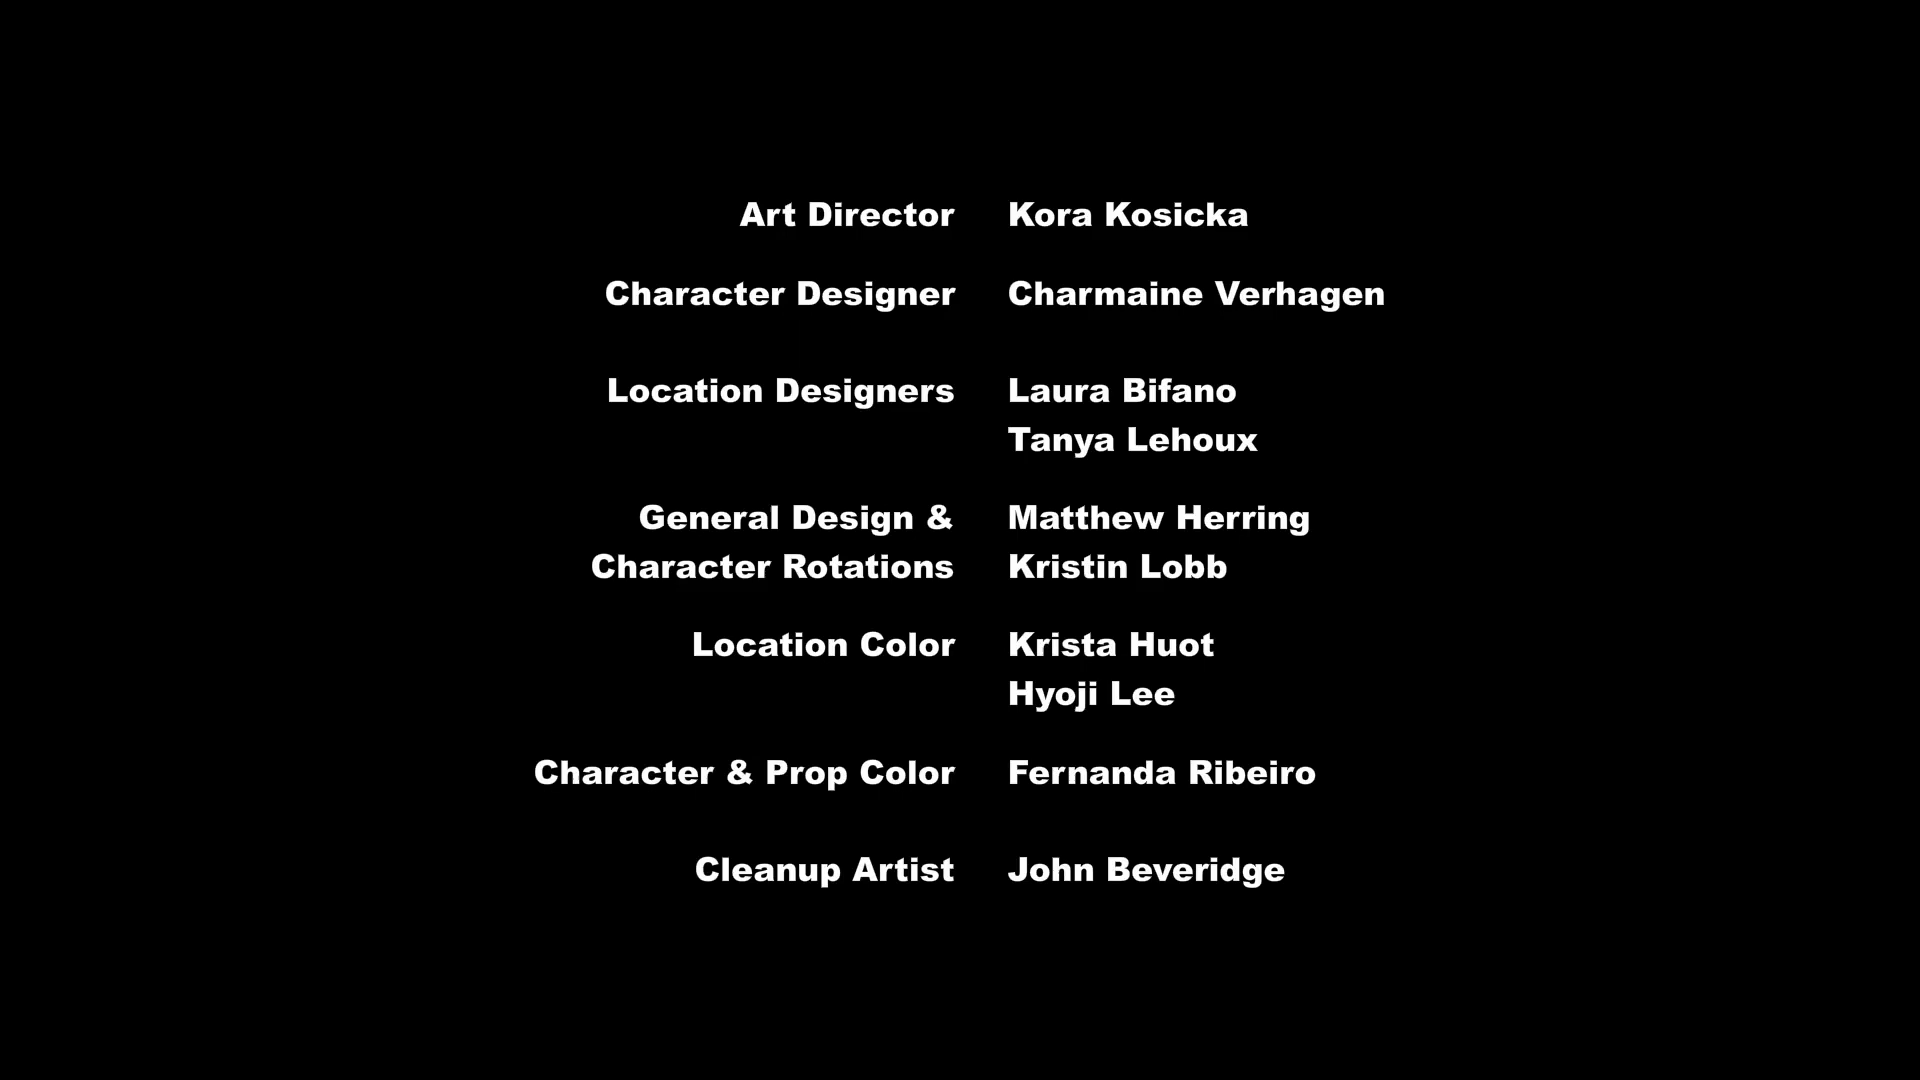 Art Director Kora Kosicka
Character Designer Charmaine Verhagen
Location Designers Laura Bifano
Tanya Lehoux
General Design & Matthew Herring
Character Rotations Kristin Lobb
Location Color Krista Huot
Hyoji Lee
Character & Prop Color Fernanda Ribeiro
Cleanup Artist John Beveridge